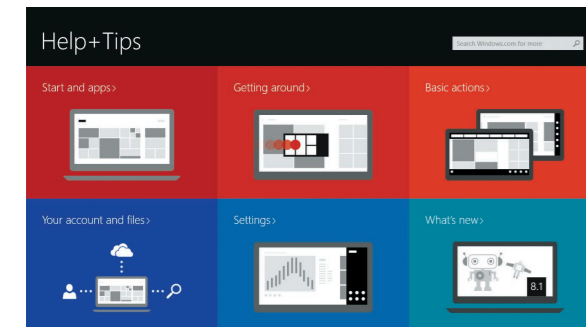 Help+Tips
Search Windows.com for more
Start and apps>
Getting around>
Basic actions>
Your account and files>
Settings>
What's new>
8.1